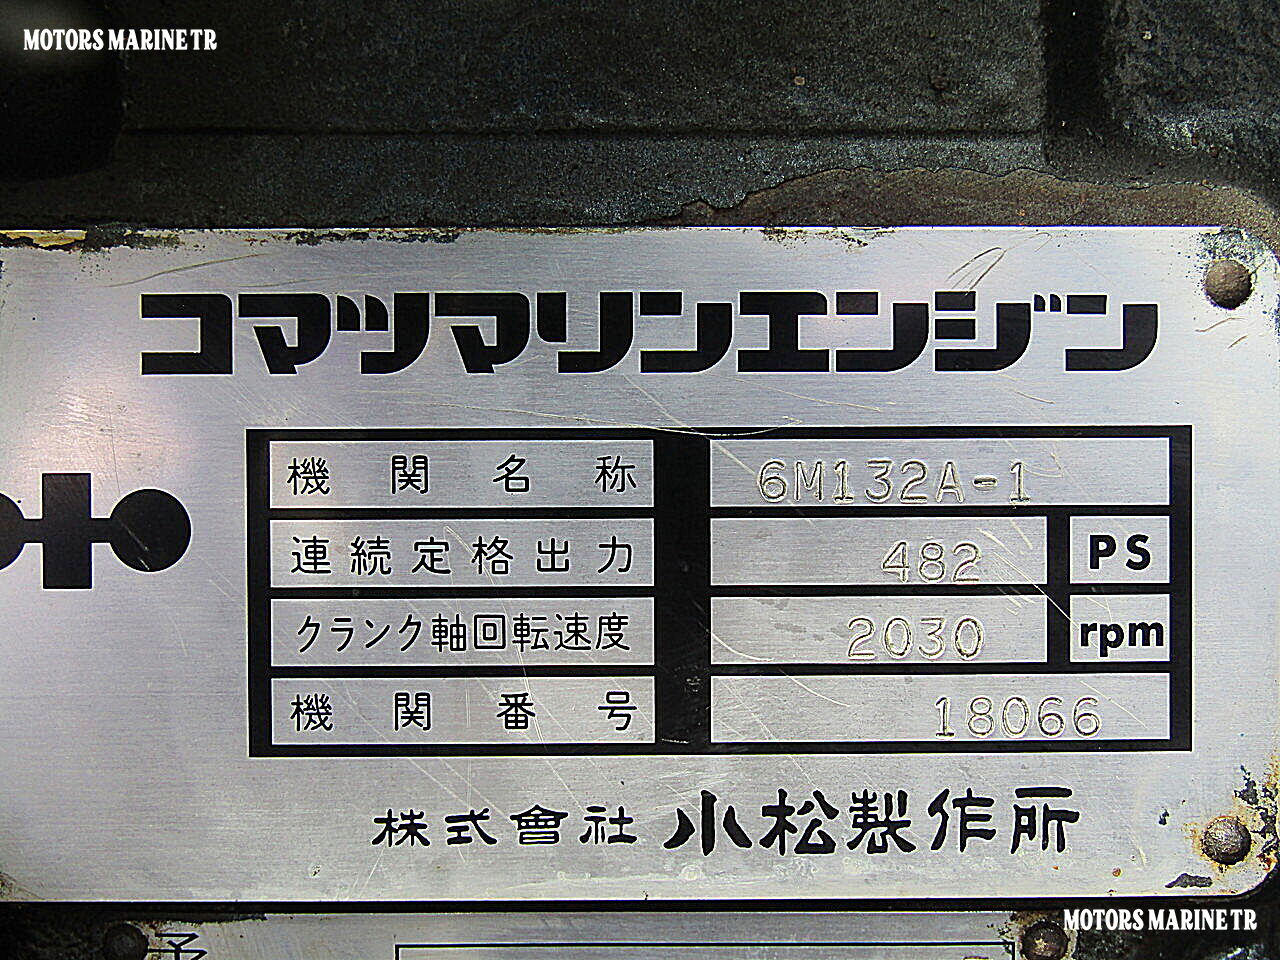 MOTORS MARINE TR
コマツマリンエンジン
機関名称 6M132A-1
連続定格出力 482 PS
クランク軸回転速度 2030 rpm
機関番号 18066
株式會社 小松製作所
MOTORS MARINE TR
予